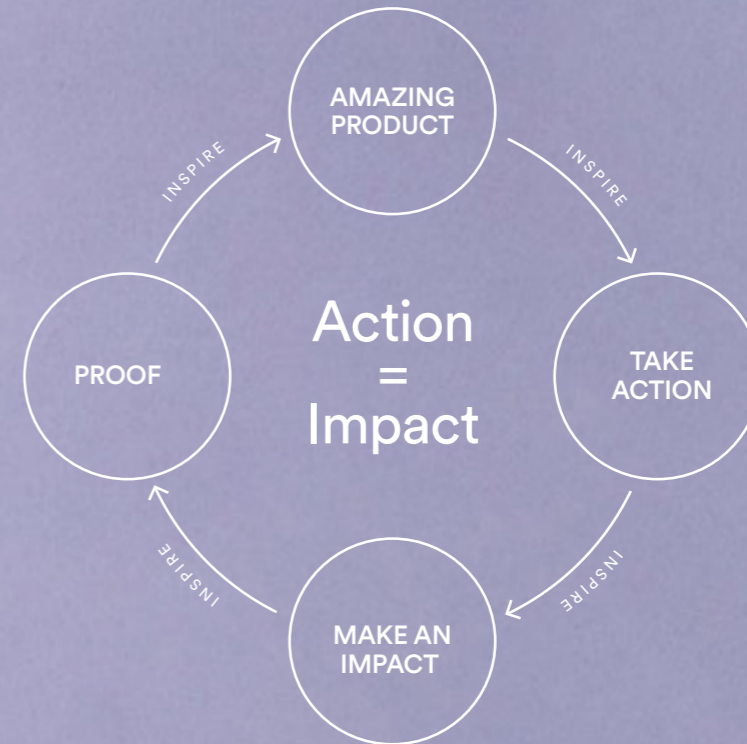 AMAZING
PRODUCT
INSPIRE
INSPIRE
Action
=
Impact
PROOF
TAKE
ACTION
INSPIRE
INSPIRE
MAKE AN
IMPACT